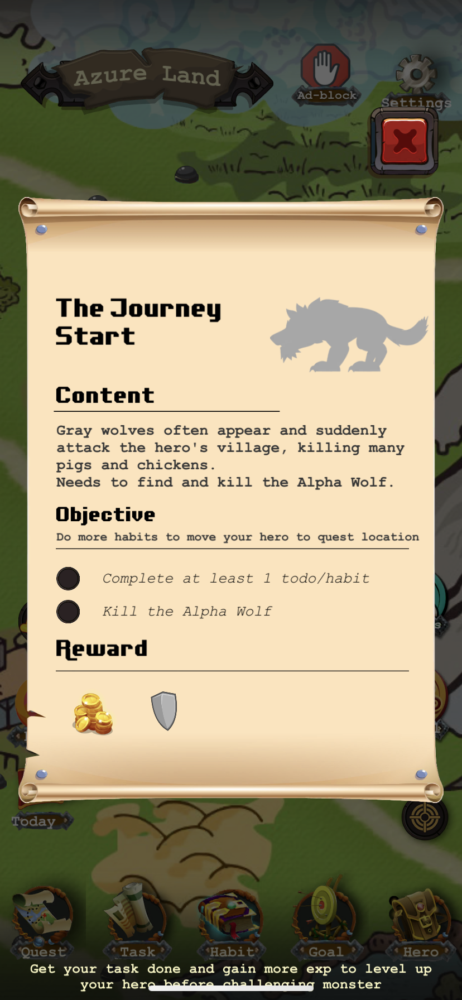 Azure Land
Ad-block
Settings
The Journey
Start
Content
Gray wolves often appear and suddenly
attack the hero's village, killing many
pigs and chickens.
Needs to find and kill the Alpha Wolf.
Objective
Do more habits to move your hero to quest location
Complete at least 1 todo/habit
Kill the Alpha Wolf
Reward
Today
Quest
Task
Habit
Goal
Hero
Get your task done and gain more exp to level up
your hero before challenging monster